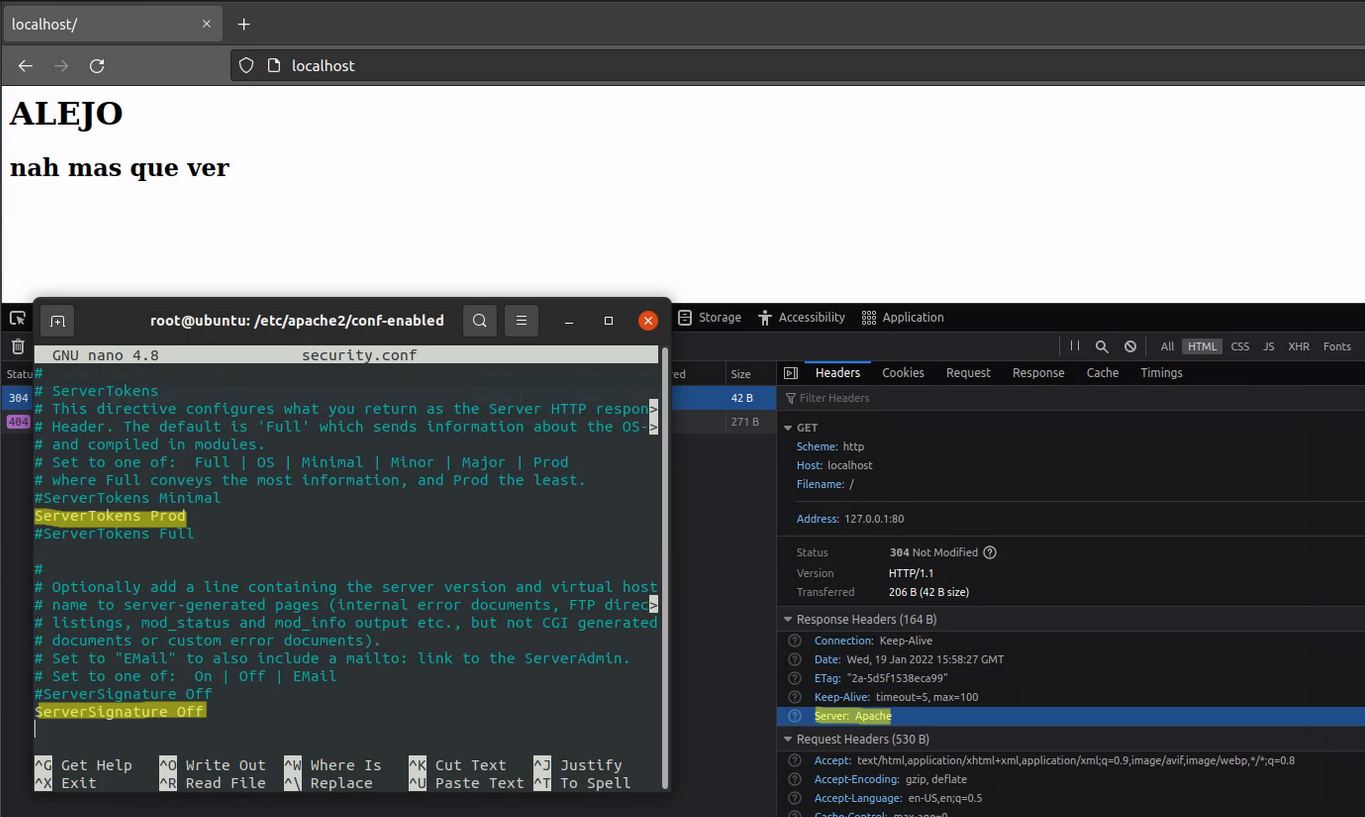 localhost/
localhost
ALEJO
nah mas que ver
root@ubuntu: /etc/apache2/conf-enabled
GNU nano 4.8 security.conf
#
# ServerTokens
# This directive configures what you return as the Server HTTP respon>
# Header. The default is 'Full' which sends information about the OS->
# and compiled in modules.
# Set to one of:  Full | OS | Minimal | Minor | Major | Prod
# where Full conveys the most information, and Prod the least.
#ServerTokens Minimal
ServerTokens Prod
#ServerTokens Full
#
# Optionally add a line containing the server version and virtual host
# name to server-generated pages (internal error documents, FTP direc>
# listings, mod_status and mod_info output etc., but not CGI generated
# documents or custom error documents).
# Set to "EMail" to also include a mailto: link to the ServerAdmin.
# Set to one of:  On | Off | EMail
#ServerSignature Off
ServerSignature Off
^G Get Help ^O Write Out ^W Where Is ^K Cut Text ^J Justify
^X Exit ^R Read File ^\ Replace ^U Paste Text ^T To Spell
Storage Accessibility Application
All HTML CSS JS XHR Fonts
Statu red Size
304 42 B
404 271 B
Headers Cookies Request Response Cache Timings
Filter Headers
GET
Scheme: http
Host: localhost
Filename: /
Address: 127.0.0.1:80
Status 304 Not Modified
Version HTTP/1.1
Transferred 206 B (42 B size)
Response Headers (164 B)
Connection: Keep-Alive
Date: Wed, 19 Jan 2022 15:58:27 GMT
ETag: "2a-5d5f1538eca99"
Keep-Alive: timeout=5, max=100
Server: Apache
Request Headers (530 B)
Accept: text/html,application/xhtml+xml,application/xml;q=0.9,image/avif,image/webp,*/*;q=0.8
Accept-Encoding: gzip, deflate
Accept-Language: en-US,en;q=0.5
Cache-Control: max-age=0